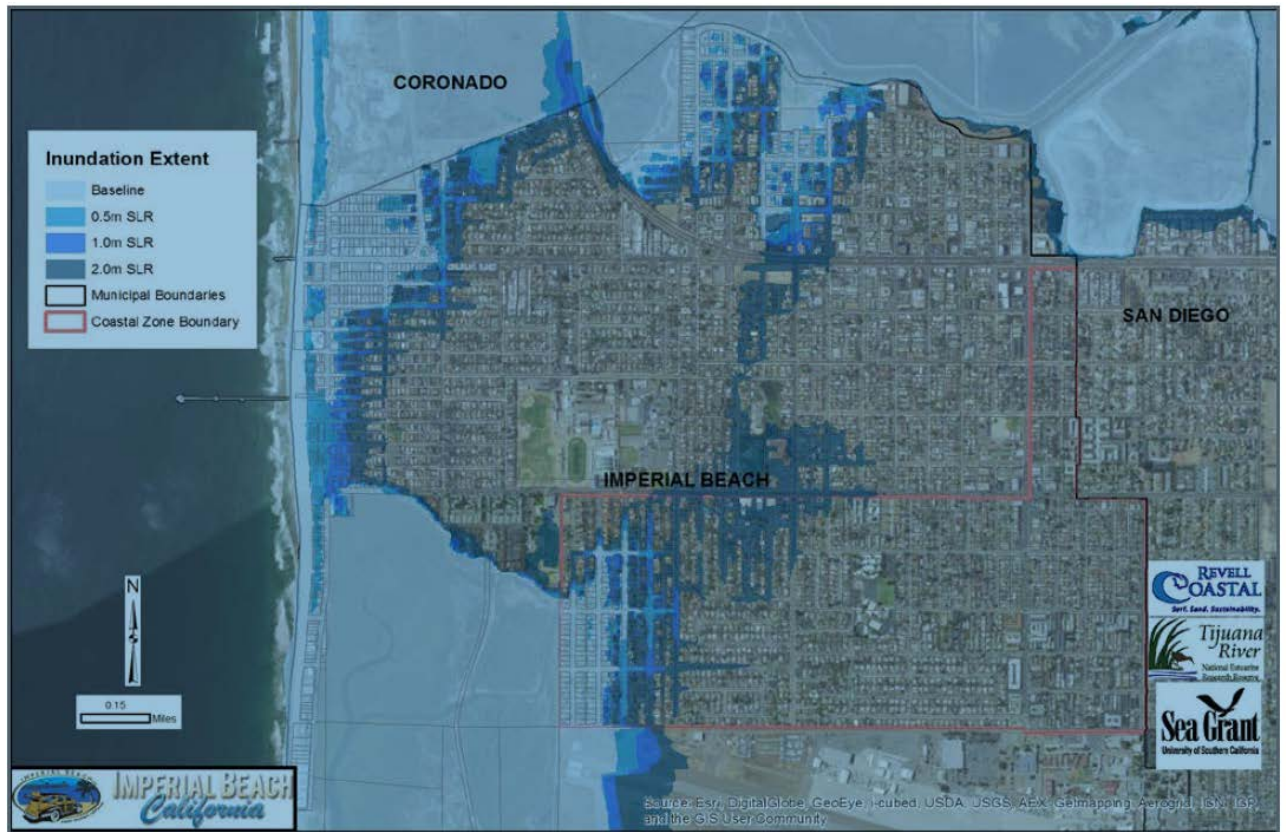 CORONADO
Inundation Extent
Baseline
0.5m SLR
1.0m SLR
2.0m SLR
Municipal Boundaries
Coastal Zone Boundary
SAN DIEGO
IMPERIAL BEACH
N
0.15
Miles
REVELL
COASTAL
Surf. Sand. Sustainability.
Tijuana
River
National Estuarine
Research Reserve
Sea Grant
University of Southern California
IMPERIAL BEACH
IMPERIAL BEACH
California
Source: Esri, DigitalGlobe, GeoEye, i-cubed, USDA, USGS, AEX, Getmapping, Aerogrid, IGN, IGP,
and the GIS User Community